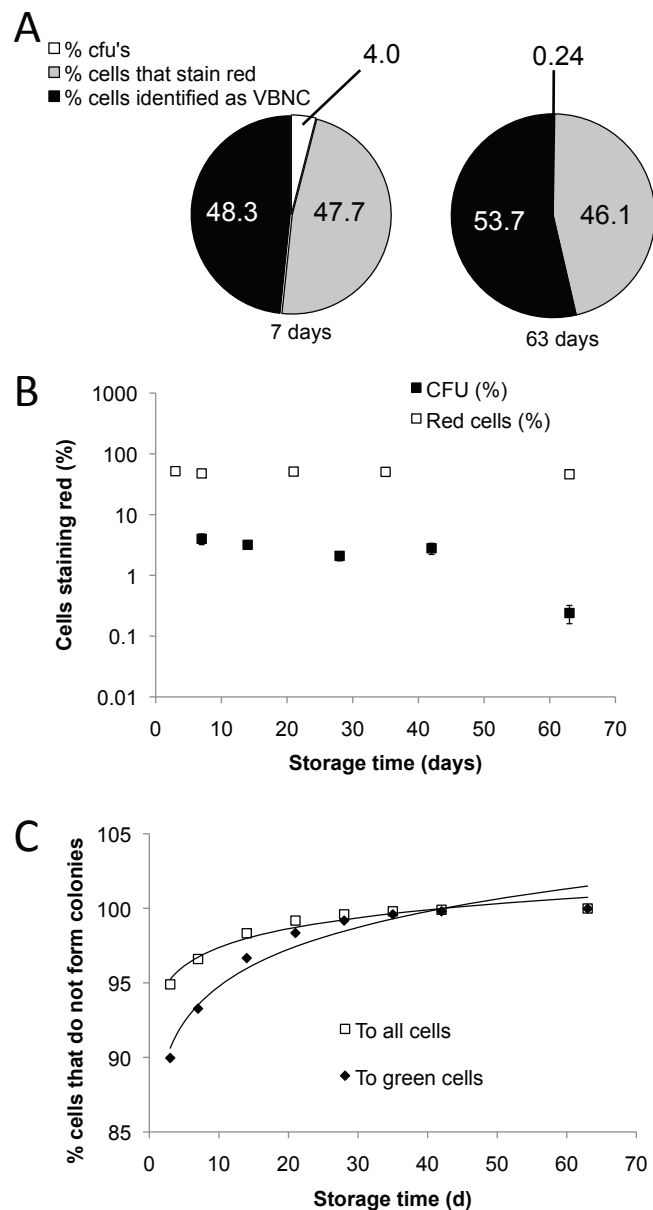 A
% cfu's
% cells that stain red
% cells identified as VBNC
4.0
0.24
48.3
47.7
53.7
46.1
7 days
63 days
B
CFU (%)
Red cells (%)
1000
100
10
1
0.1
0.01
Cells staining red (%)
0 10 20 30 40 50 60 70
Storage time (days)
C
105
100
95
90
85
% cells that do not form colonies
To all cells
To green cells
0 10 20 30 40 50 60 70
Storage time (d)